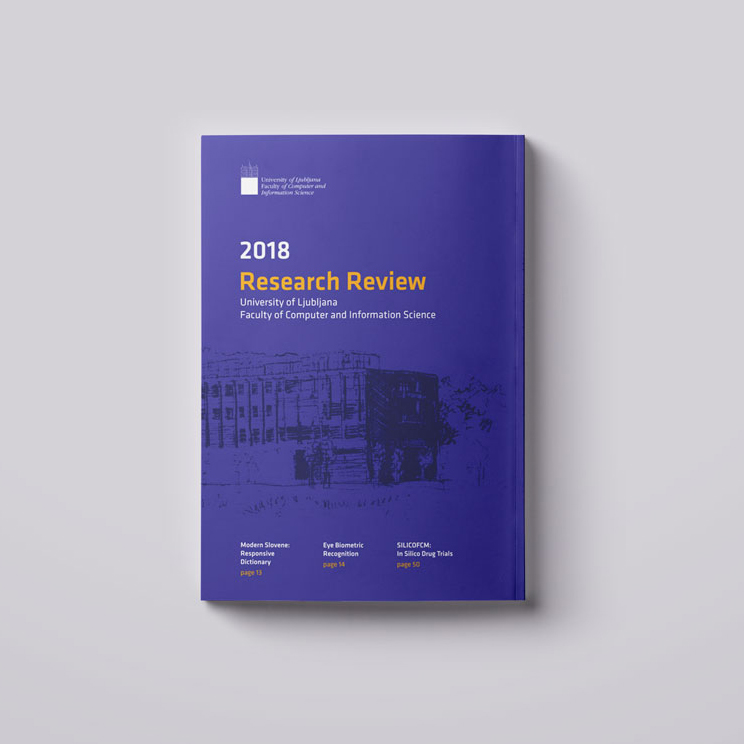 University of Ljubljana
Faculty of Computer and
Information Science
2018
Research Review
University of Ljubljana
Faculty of Computer and Information Science
Modern Slovene:
Responsive
Dictionary
page 13
Eye Biometric
Recognition
page 14
SILICOFCM:
In Silico Drug Trials
page 50